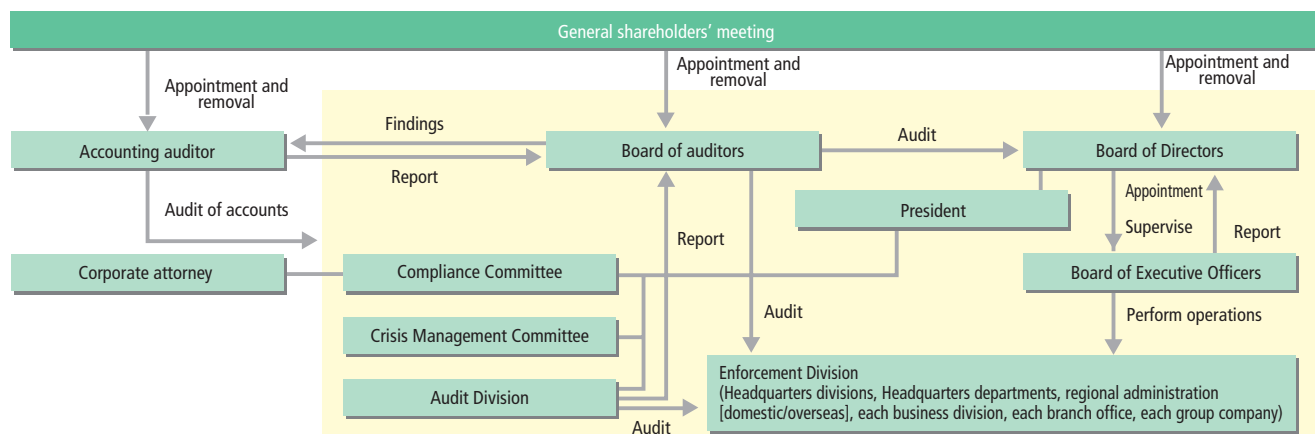 General shareholders' meeting
Appointment and
removal
Appointment and
removal
Appointment and
removal
Findings
Accounting auditor
Board of auditors
Audit
Board of Directors
Report
Appointment
Audit of accounts
President
Supervise
Report
Report
Corporate attorney
Compliance Committee
Board of Executive Officers
Audit
Perform operations
Crisis Management Committee
Enforcement Division
(Headquarters divisions, Headquarters departments, regional administration
[domestic/overseas], each business division, each branch office, each group company)
Audit Division
Audit